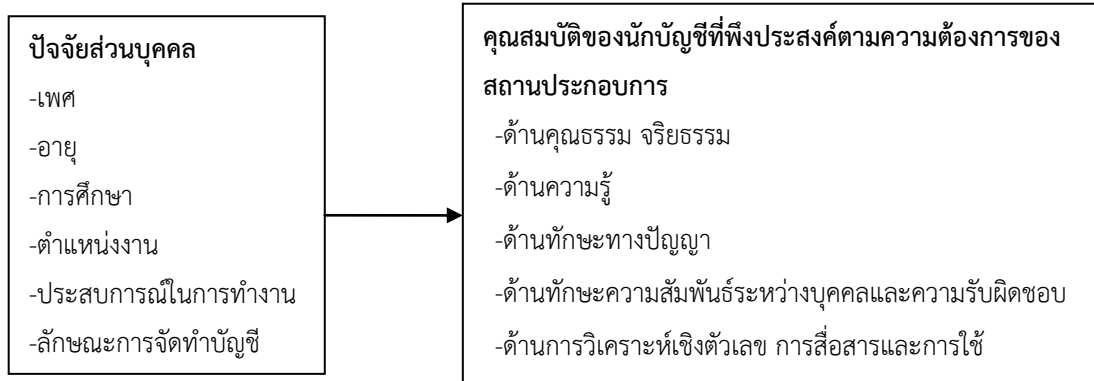 ปัจจัยส่วนบุคคล
-เพศ
-อายุ
-การศึกษา
-ตำแหน่งงาน
-ประสบการณ์ในการทำงาน
-ลักษณะการจัดทำบัญชี
คุณสมบัติของนักบัญชีที่พึงประสงค์ตามความต้องการของ
สถานประกอบการ
-ด้านคุณธรรม จริยธรรม
-ด้านความรู้
-ด้านทักษะทางปัญญา
-ด้านทักษะความสัมพันธ์ระหว่างบุคคลและความรับผิดชอบ
-ด้านการวิเคราะห์เชิงตัวเลข การสื่อสารและการใช้